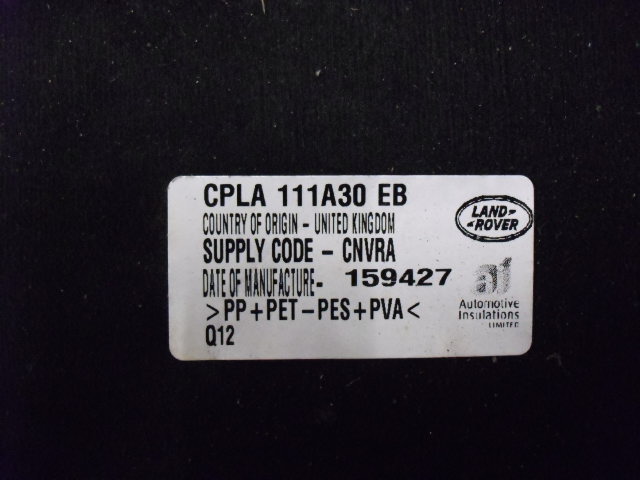 CPLA 111A30 EB
COUNTRY OF ORIGIN - UNITED KINGDOM
SUPPLY CODE - CNVRA
DATE OF MANUFACTURE- 159427
>PP+PET-PES+PVA<
Q12
LAND-
-ROVER
ai
Automotive
Insulations
LIMITED